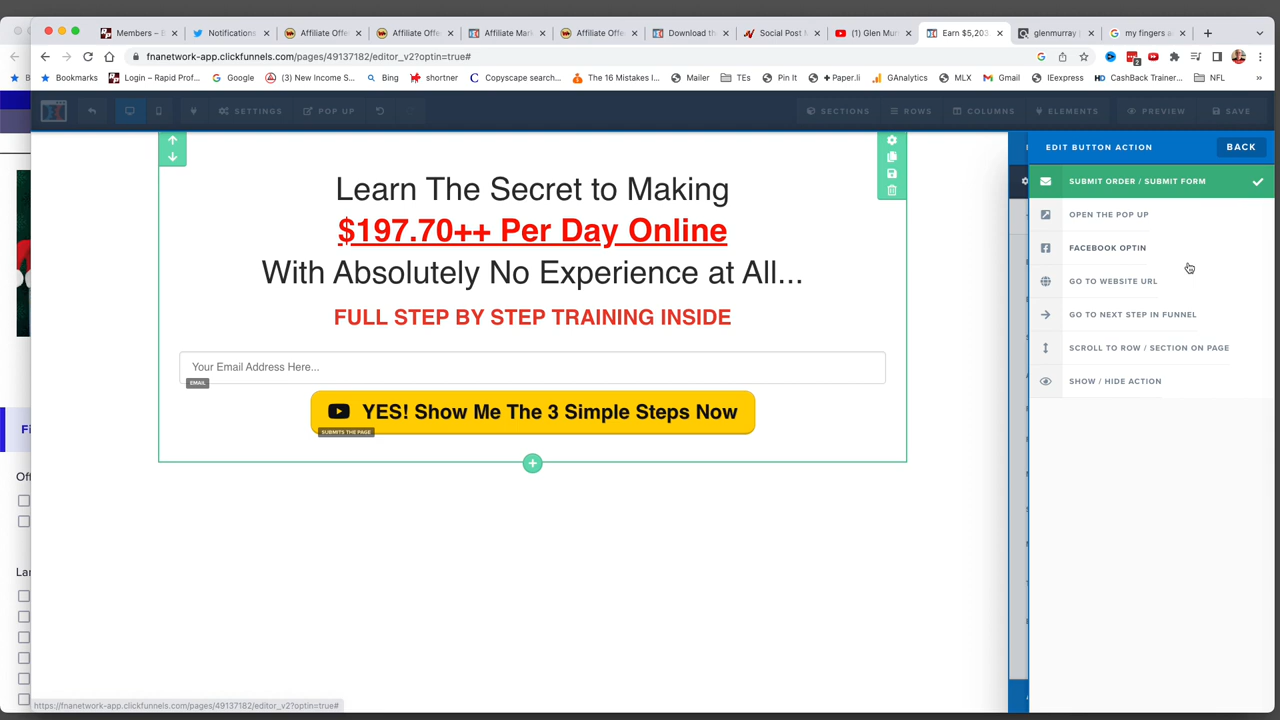 Members – E
Notifications
Affiliate Offe
Affiliate Offe
Affiliate Mar
Affiliate Offe
Download th
Social Post
(1) Glen Mur
Earn $5,203
glenmurray
my fingers a
fnanetwork-app.clickfunnels.com/pages/49137182/editor_v2?optin=true#
B
Bookmarks
Login – Rapid Prof...
Google
(3) New Income S...
Bing
shortner
Copyscape search...
The 16 Mistakes I...
Mailer
TEs
Pin It
Paper.li
GAnalytics
MLX
Gmail
IEexpress
CashBack Trainer...
NFL
SETTINGS
POP UP
SECTIONS
ROWS
COLUMNS
ELEMENTS
PREVIEW
SAVE
EDIT BUTTON ACTION
BACK
SUBMIT ORDER / SUBMIT FORM
OPEN THE POP UP
FACEBOOK OPTIN
GO TO WEBSITE URL
GO TO NEXT STEP IN FUNNEL
SCROLL TO ROW / SECTION ON PAGE
SHOW / HIDE ACTION
Learn The Secret to Making
$197.70++ Per Day Online
With Absolutely No Experience at All...
FULL STEP BY STEP TRAINING INSIDE
Your Email Address Here...
EMAIL
YES! Show Me The 3 Simple Steps Now
SUBMITS THE PAGE
Fi
Off
Lar
https://fnanetwork-app.clickfunnels.com/pages/49137182/editor_v2?optin=true#